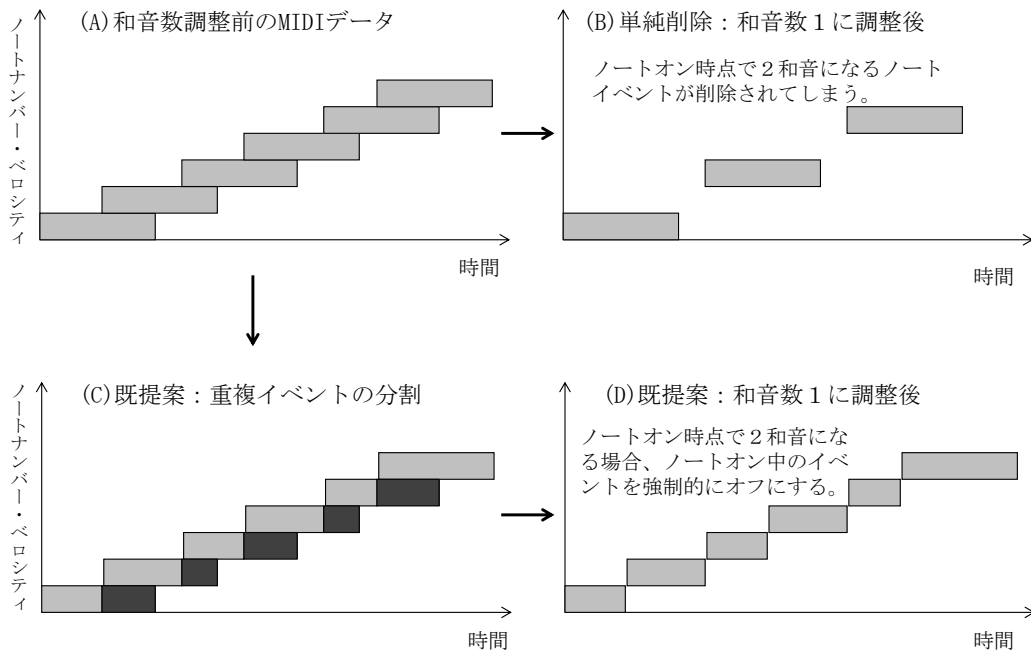 (A)和音数調整前のMIDIデータ
ノートナンバー・ベロシティ
時間
(B)単純削除：和音数１に調整後
ノートオン時点で２和音になるノート
イベントが削除されてしまう。
時間
(C)既提案：重複イベントの分割
ノートナンバー・ベロシティ
時間
(D)既提案：和音数１に調整後
ノートオン時点で２和音にな
る場合、ノートオン中のイベ
ントを強制的にオフにする。
時間